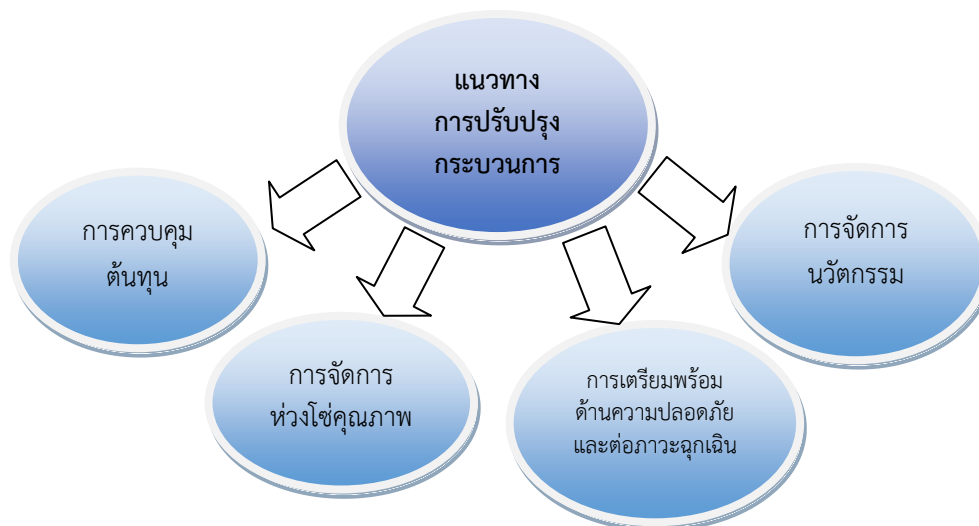 แนวทาง
การปรับปรุง
กระบวนการ
การควบคุม
ต้นทุน
การจัดการ
ห่วงโซ่คุณภาพ
การเตรียมพร้อม
ด้านความปลอดภัย
และต่อภาวะฉุกเฉิน
การจัดการ
นวัตกรรม